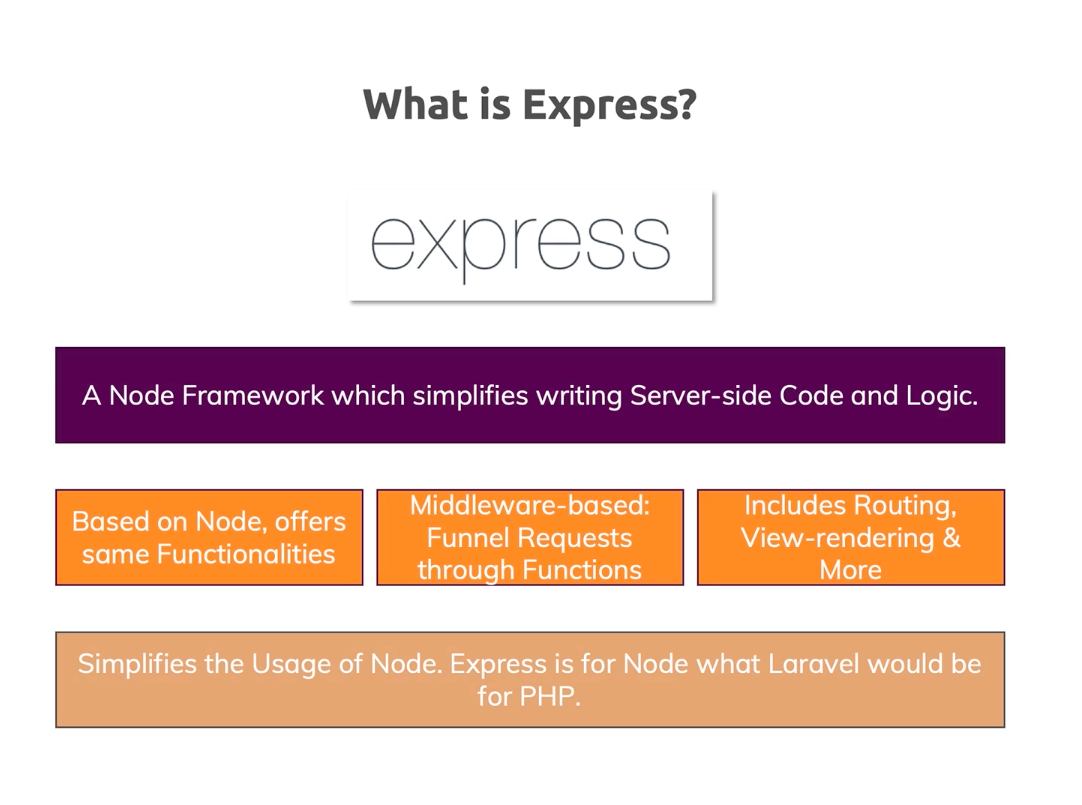 What is Express?
express
A Node Framework which simplifies writing Server-side Code and Logic.
Based on Node, offers
same Functionalities
Middleware-based:
Funnel Requests
through Functions
Includes Routing,
View-rendering &
More
Simplifies the Usage of Node. Express is for Node what Laravel would be
for PHP.